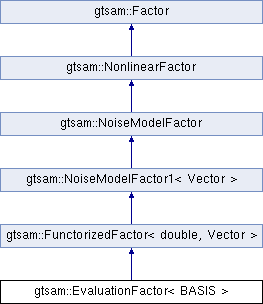 gtsam::Factor
gtsam::NonlinearFactor
gtsam::NoiseModelFactor
gtsam::NoiseModelFactor1< Vector >
gtsam::FunctorizedFactor< double, Vector >
gtsam::EvaluationFactor< BASIS >